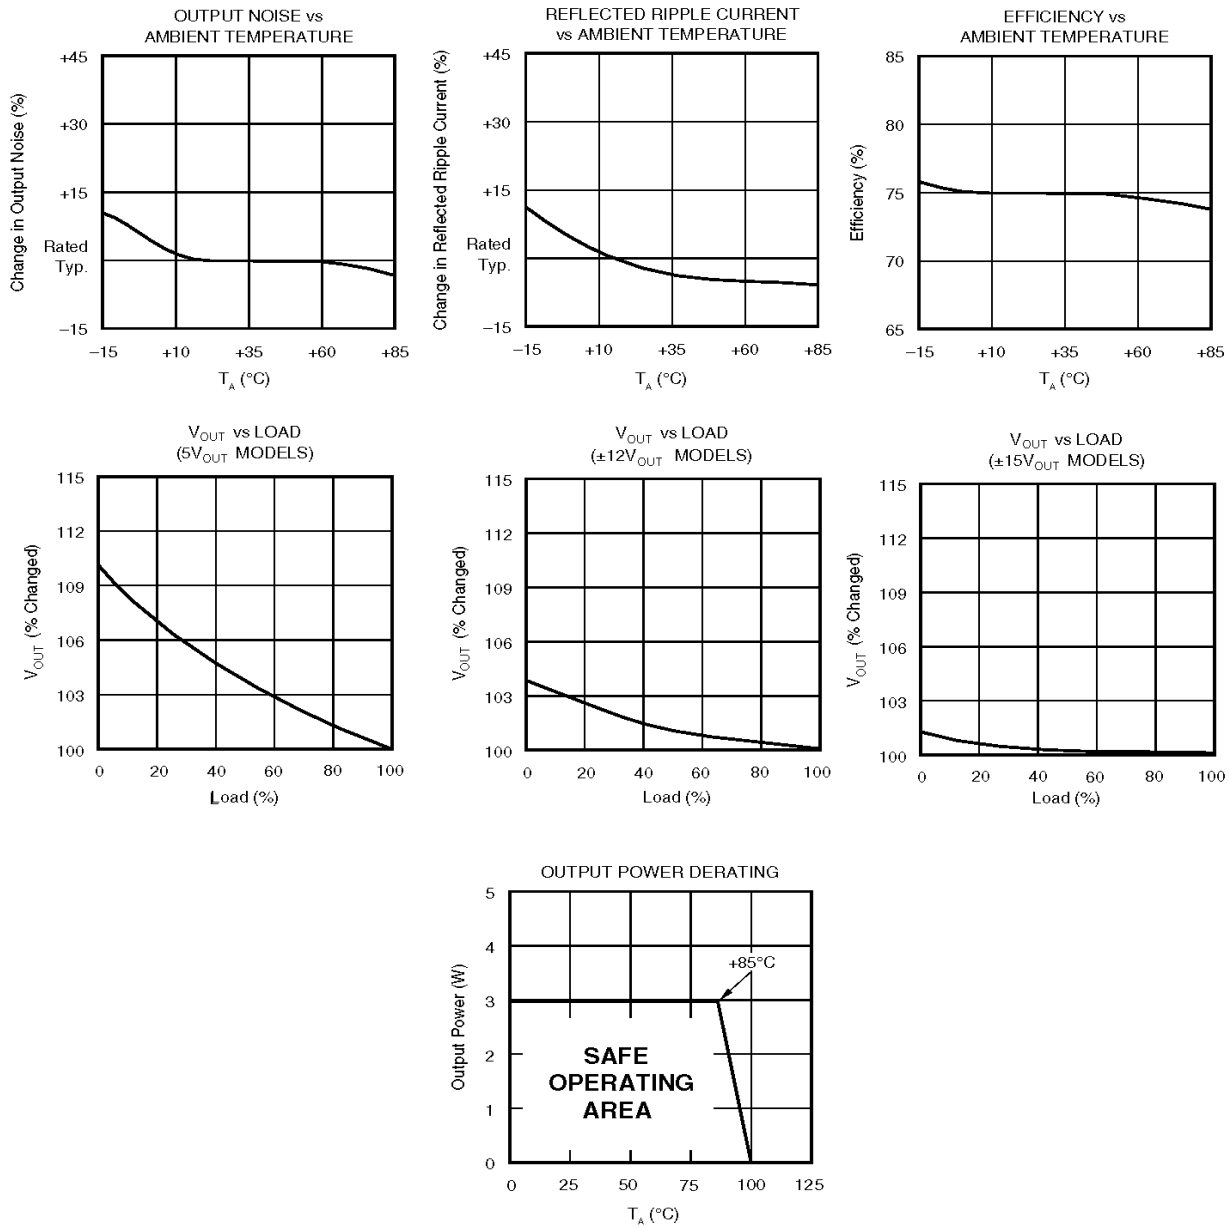 OUTPUT NOISE vs
AMBIENT TEMPERATURE
Change in Output Noise (%)
+45
+30
+15
Rated
Typ.
–15
–15 +10 +35 +60 +85
TA (°C)
REFLECTED RIPPLE CURRENT
vs AMBIENT TEMPERATURE
Change in Reflected Ripple Current (%)
+45
+30
+15
Rated
Typ.
–15
–15 +10 +35 +60 +85
TA (°C)
EFFICIENCY vs
AMBIENT TEMPERATURE
Efficiency (%)
85
80
75
70
65
–15 +10 +35 +60 +85
TA (°C)
VOUT vs LOAD
(5VOUT MODELS)
VOUT (% Changed)
115
112
109
106
103
100
0 20 40 60 80 100
Load (%)
VOUT vs LOAD
(±12VOUT MODELS)
VOUT (% Changed)
115
112
109
106
103
100
0 20 40 60 80 100
Load (%)
VOUT vs LOAD
(±15VOUT MODELS)
VOUT (% Changed)
115
112
109
106
103
100
0 20 40 60 80 100
Load (%)
OUTPUT POWER DERATING
Output Power (W)
5
4
+85°C
3
2
1
0
SAFE
OPERATING
AREA
0 25 50 75 100 125
TA (°C)